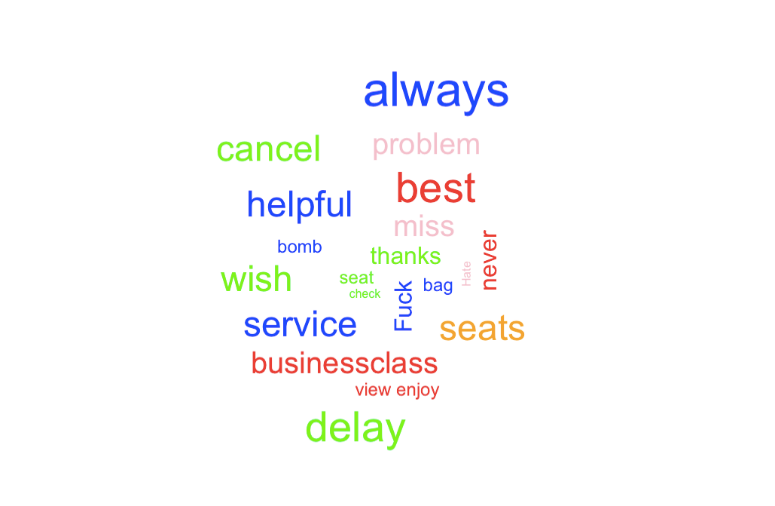 always
cancel
problem
best
helpful
miss
bomb
thanks
never
wish
seat
Hate
bag
check
Fuck
service
seats
businessclass
view enjoy
delay